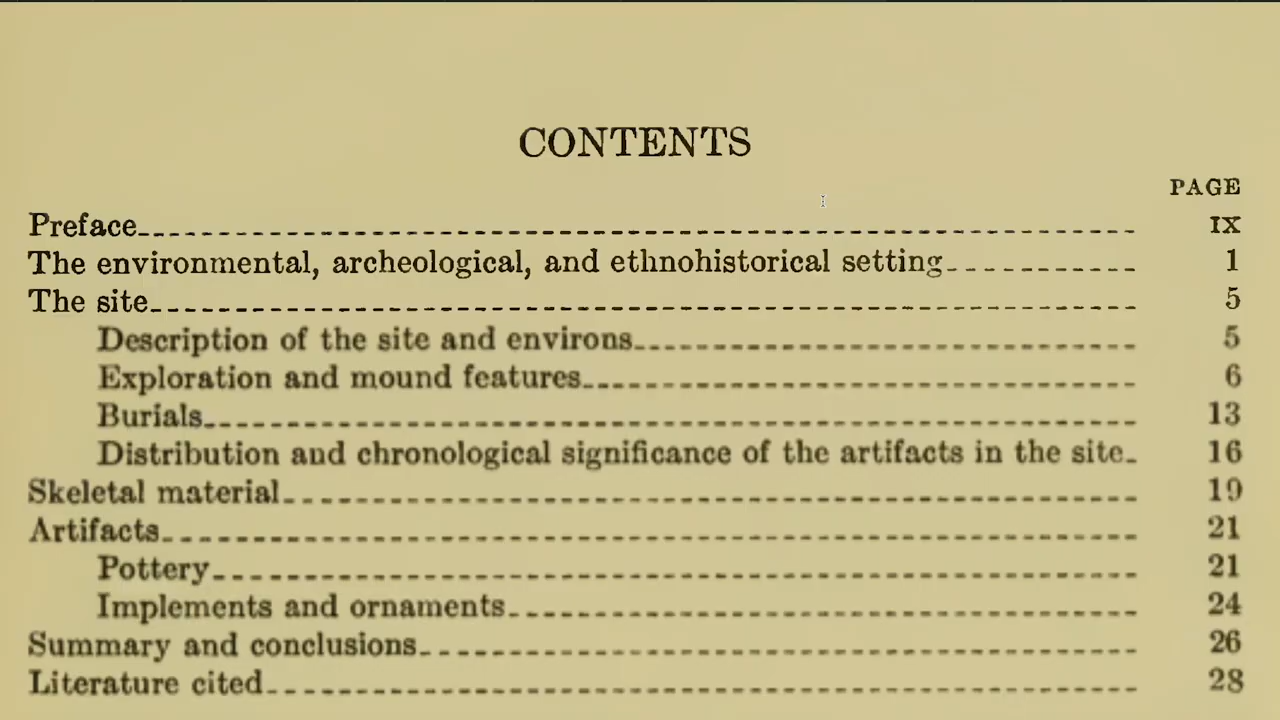 CONTENTS
PAGE
Preface IX
The environmental, archeological, and ethnohistorical setting 1
The site 5
Description of the site and environs 5
Exploration and mound features 6
Burials 13
Distribution and chronological significance of the artifacts in the site 16
Skeletal material 19
Artifacts 21
Pottery 21
Implements and ornaments 24
Summary and conclusions 26
Literature cited 28